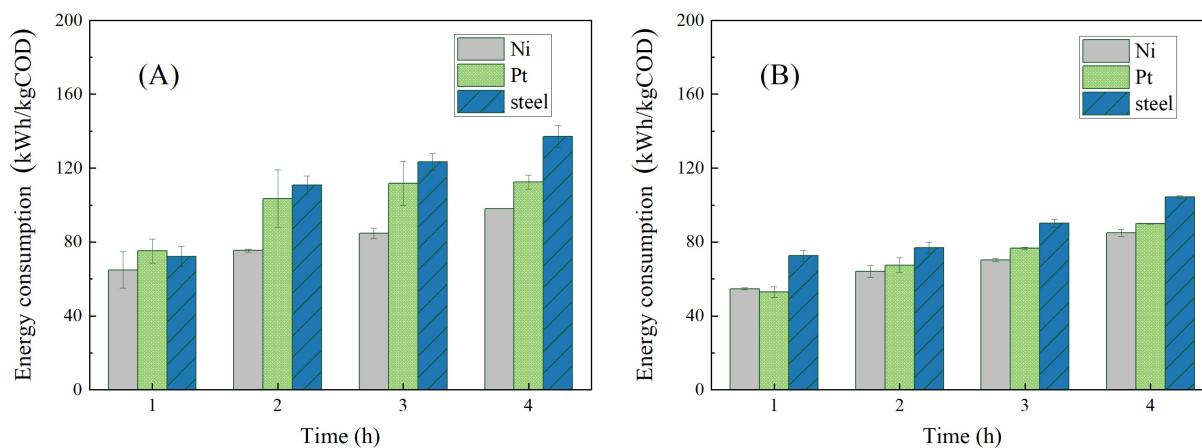 200
160
120
80
40
0
Energy consumption (kWh/kgCOD)
(A)
Ni
Pt
steel
1 2 3 4
Time (h)
200
160
120
80
40
0
Energy consumption (kWh/kgCOD)
(B)
Ni
Pt
steel
1 2 3 4
Time (h)